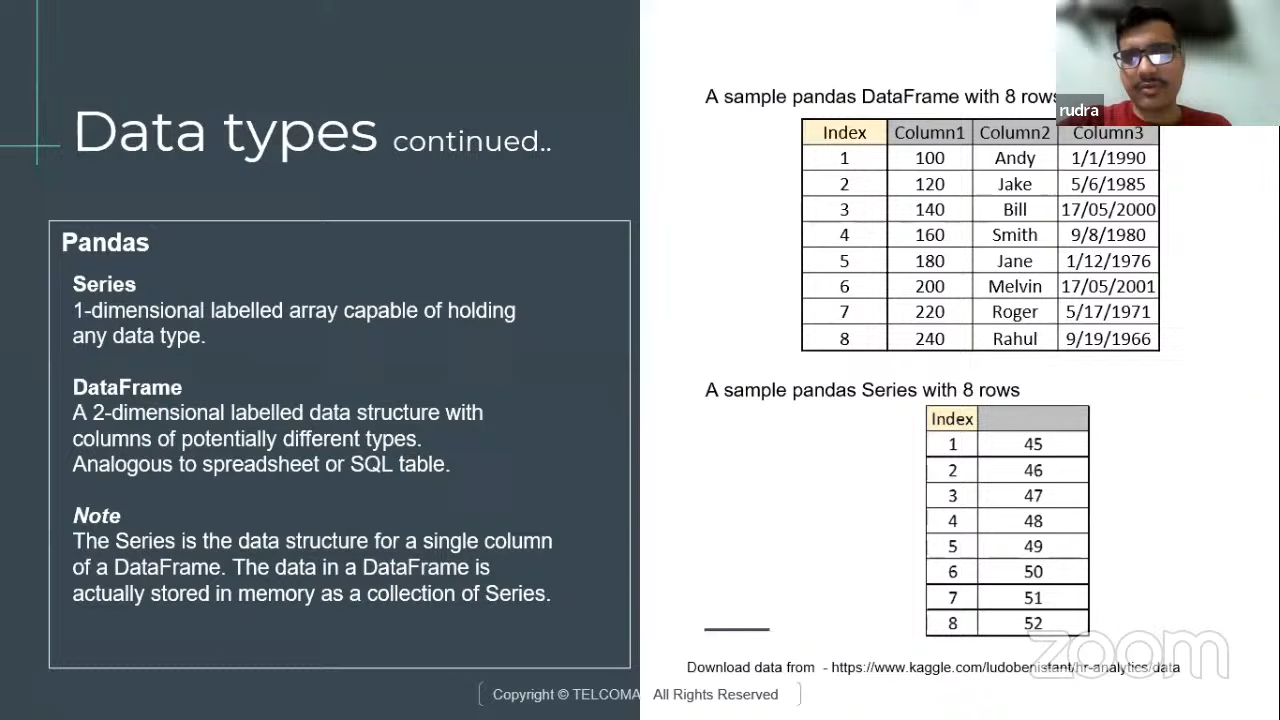 Data types continued..
Pandas
Series
1-dimensional labelled array capable of holding
any data type.
DataFrame
A 2-dimensional labelled data structure with
columns of potentially different types.
Analogous to spreadsheet or SQL table.
Note
The Series is the data structure for a single column
of a DataFrame. The data in a DataFrame is
actually stored in memory as a collection of Series.
A sample pandas DataFrame with 8 rows
rudra
Index Column1 Column2 Column3
1 100 Andy 1/1/1990
2 120 Jake 5/6/1985
3 140 Bill 17/05/2000
4 160 Smith 9/8/1980
5 180 Jane 1/12/1976
6 200 Melvin 17/05/2001
7 220 Roger 5/17/1971
8 240 Rahul 9/19/1966
A sample pandas Series with 8 rows
Index
1 45
2 46
3 47
4 48
5 49
6 50
7 51
8 52
zoom
Download data from - https://www.kaggle.com/ludobenistant/hr-analytics/data
Copyright © TELCOMA All Rights Reserved